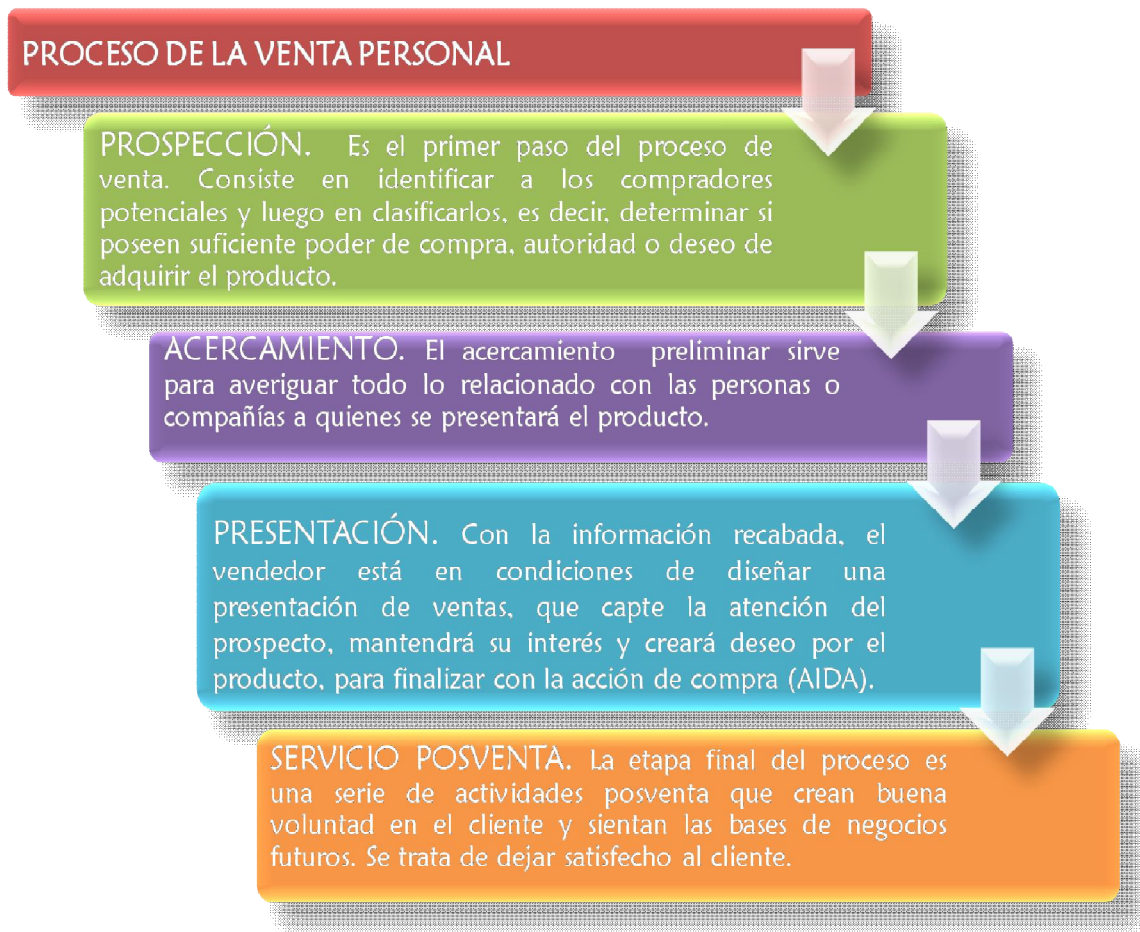 PROCESO DE LA VENTA PERSONAL
PROSPECCIÓN. Es el primer paso del proceso de
venta. Consiste en identificar a los compradores
potenciales y luego en clasificarlos, es decir, determinar si
poseen suficiente poder de compra, autoridad o deseo de
adquirir el producto.
ACERCAMIENTO. El acercamiento preliminar sirve
para averiguar todo lo relacionado con las personas o
compañías a quienes se presentará el producto.
PRESENTACIÓN. Con la información recabada, el
vendedor está en condiciones de diseñar una
presentación de ventas, que capte la atención del
prospecto, mantendrá su interés y creará deseo por el
producto, para finalizar con la acción de compra (AIDA).
SERVICIO POSVENTA. La etapa final del proceso es
una serie de actividades posventa que crean buena
voluntad en el cliente y sientan las bases de negocios
futuros. Se trata de dejar satisfecho al cliente.